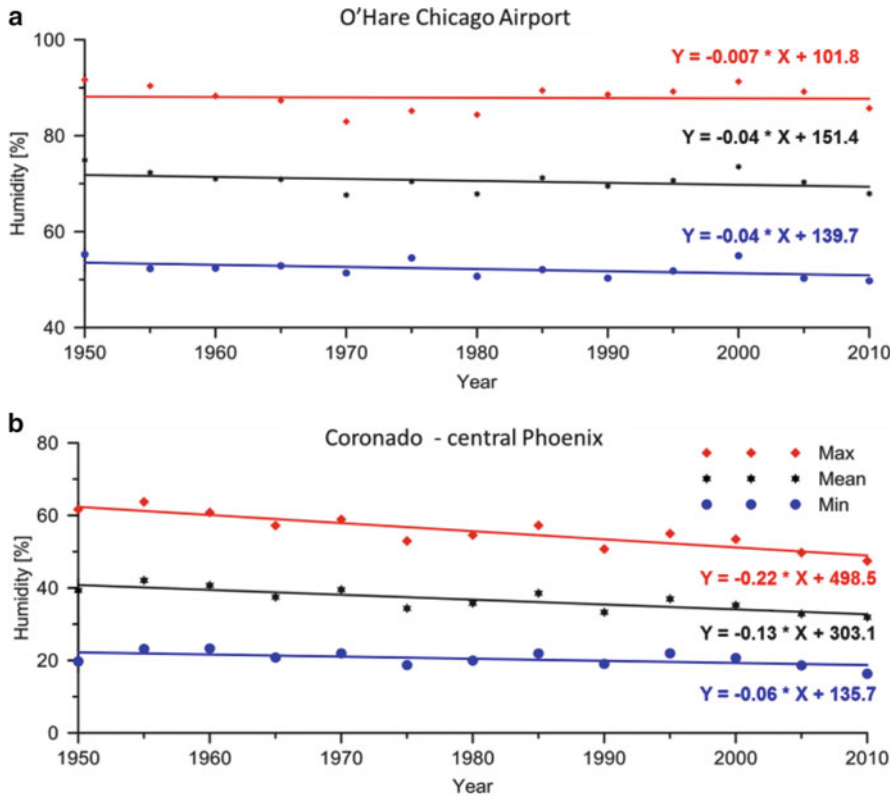 a
O'Hare Chicago Airport
100
80
60
40
Humidity [%]
Y = -0.007 * X + 101.8
Y = -0.04 * X + 151.4
Y = -0.04 * X + 139.7
1950 1960 1970 1980 1990 2000 2010
Year
b
Coronado - central Phoenix
80
60
40
20
0
Humidity [%]
Max
Mean
Min
Y = -0.22 * X + 498.5
Y = -0.13 * X + 303.1
Y = -0.06 * X + 135.7
1950 1960 1970 1980 1990 2000 2010
Year